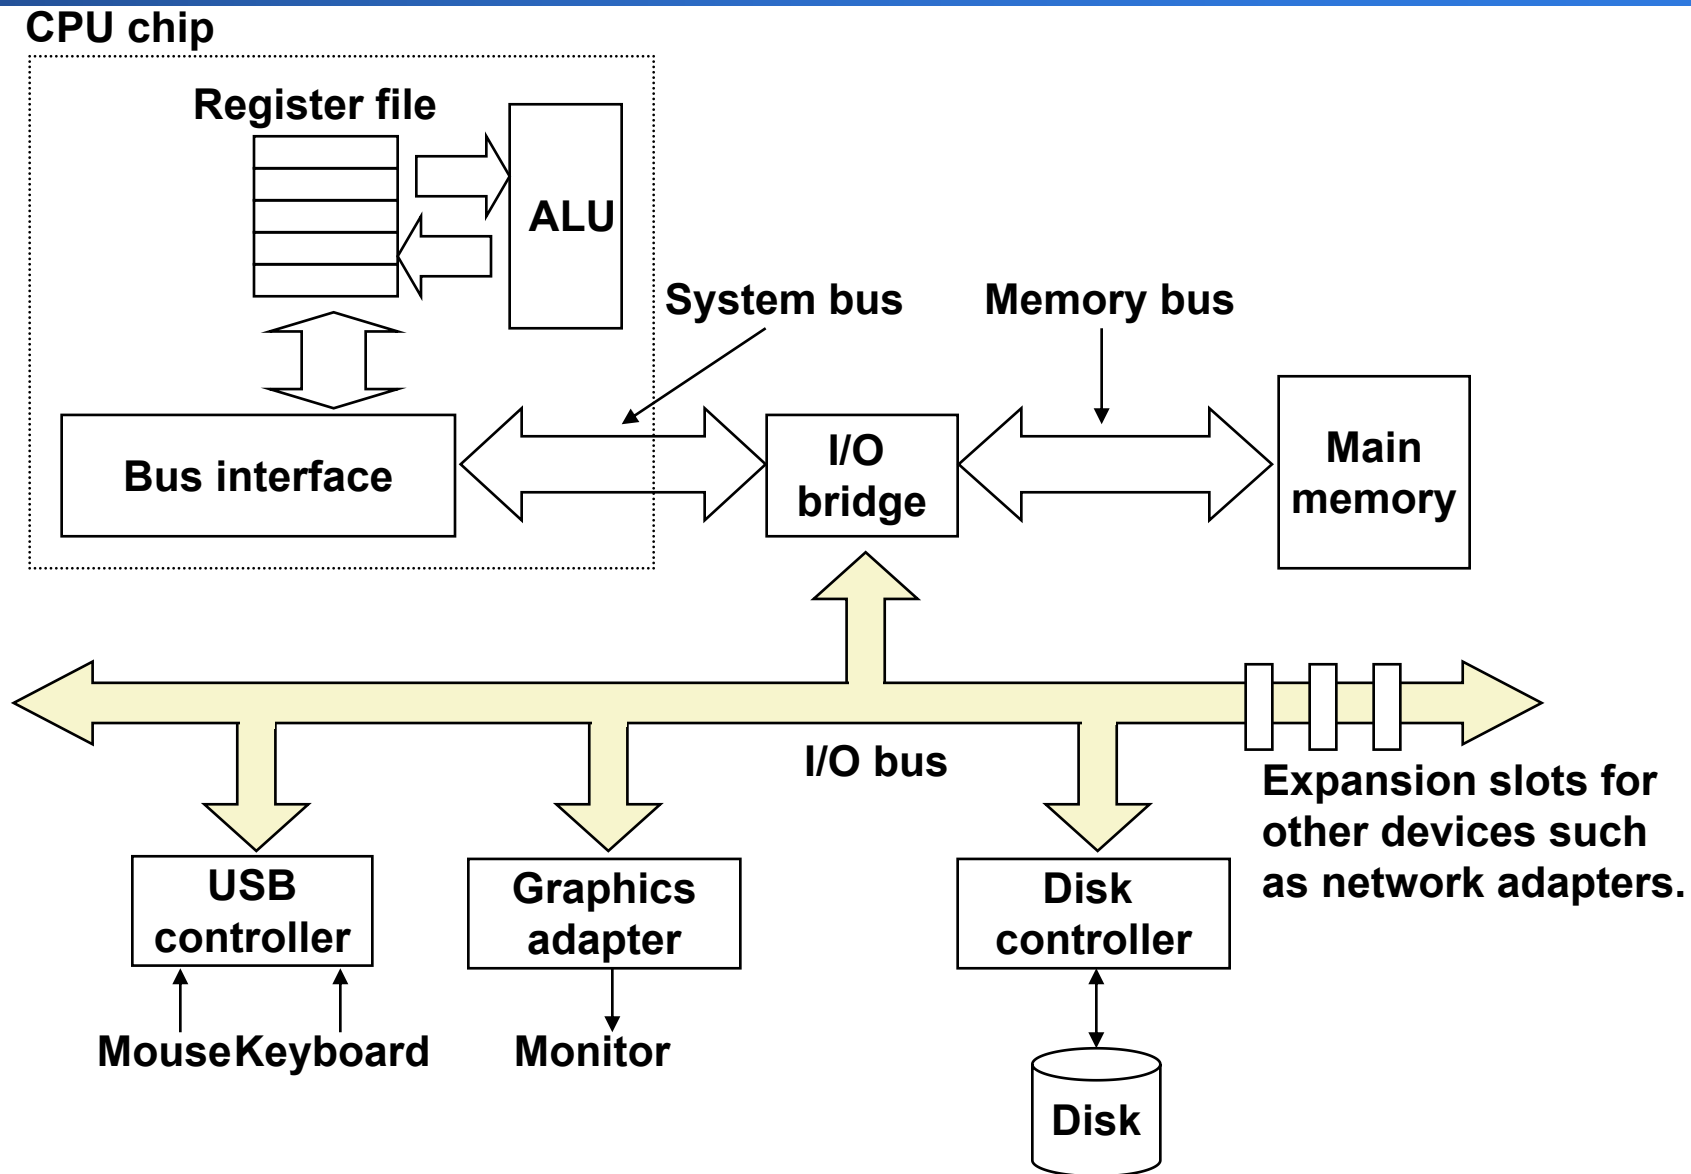 CPU chip
Register file
ALU
System bus
Memory bus
Bus interface
I/O
bridge
Main
memory
I/O bus
Expansion slots for
other devices such
as network adapters.
USB
controller
Graphics
adapter
Disk
controller
Mouse
Keyboard
Monitor
Disk